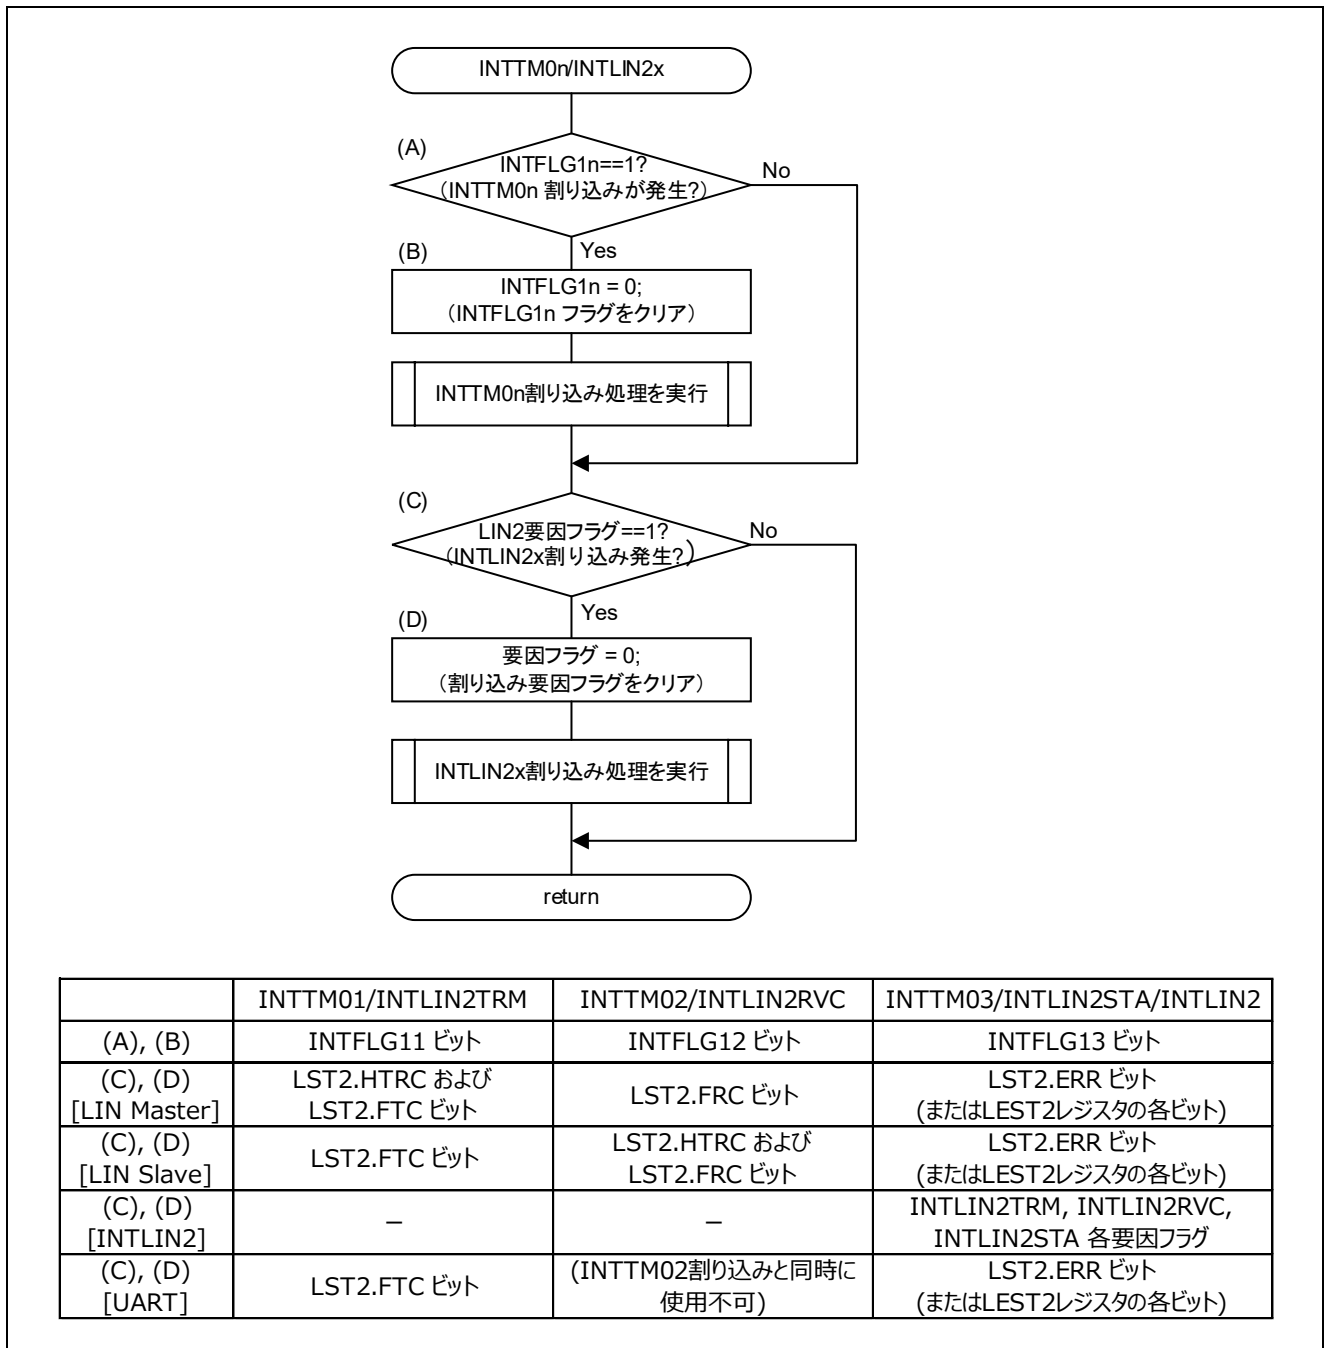 INTTM0n/INTLIN2x
(A)
INTFLG1n==1?
No
(INTTM0n 割り込みが発生?)
Yes
(B)
INTFLG1n = 0;
(INTFLG1n フラグをクリア)
INTTM0n割り込み処理を実行
(C)
LIN2要因フラグ==1?
No
(INTLIN2x割り込み発生?)
Yes
(D)
要因フラグ = 0;
(割り込み要因フラグをクリア)
INTLIN2x割り込み処理を実行
return
INTTM01/INTLIN2TRM INTTM02/INTLIN2RVC INTTM03/INTLIN2STA/INTLIN2
(A), (B) INTFLG11 ビット INTFLG12 ビット INTFLG13 ビット
(C), (D)
[LIN Master]
LST2.HTRC および
LST2.FTC ビット
LST2.FRC ビット
LST2.ERR ビット
(またはLEST2レジスタの各ビット)
(C), (D)
[LIN Slave]
LST2.FTC ビット
LST2.HTRC および
LST2.FRC ビット
LST2.ERR ビット
(またはLEST2レジスタの各ビット)
(C), (D)
[INTLIN2]
–
–
INTLIN2TRM, INTLIN2RVC,
INTLIN2STA 各要因フラグ
(C), (D)
[UART]
LST2.FTC ビット
(INTTM02割り込みと同時に
使用不可)
LST2.ERR ビット
(またはLEST2レジスタの各ビット)